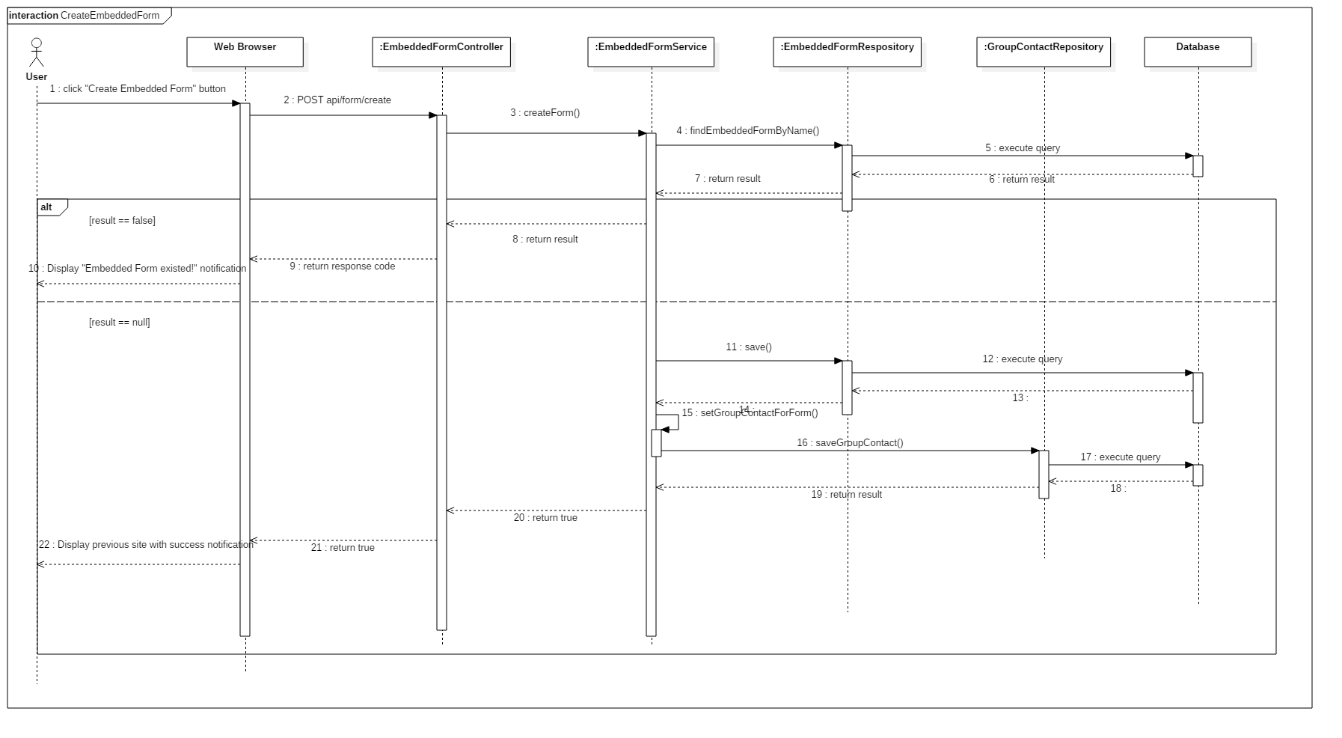 interaction CreateEmbeddedForm
User
Web Browser
:EmbeddedFormController
:EmbeddedFormService
:EmbeddedFormRespository
:GroupContactRepository
Database
1 : click "Create Embedded Form" button
2 : POST api/form/create
3 : createForm()
4 : findEmbeddedFormByName()
5 : execute query
6 : return result
7 : return result
alt
[result == false]
8 : return result
9 : return response code
10 : Display "Embedded Form existed!" notification
[result == null]
11 : save()
12 : execute query
13 :
14 :
15 : setGroupContactForForm()
16 : saveGroupContact()
17 : execute query
18 :
19 : return result
20 : return true
21 : return true
22 : Display previous site with success notification